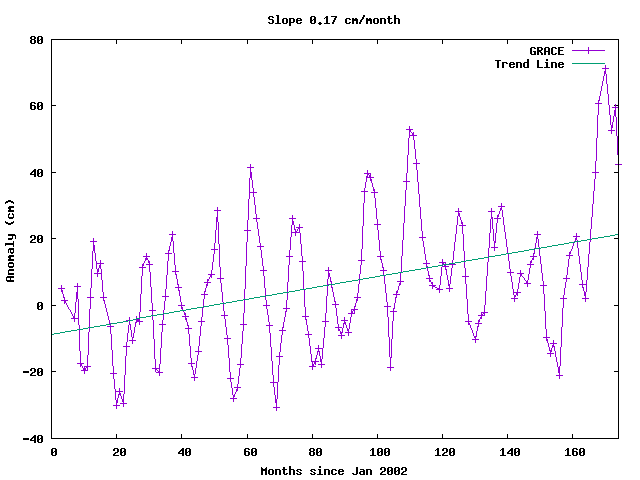 Slope 0.17 cm/month
GRACE
Trend Line
80
60
40
20
0
-20
-40
Anomaly (cm)
0 20 40 60 80 100 120 140 160
Months since Jan 2002